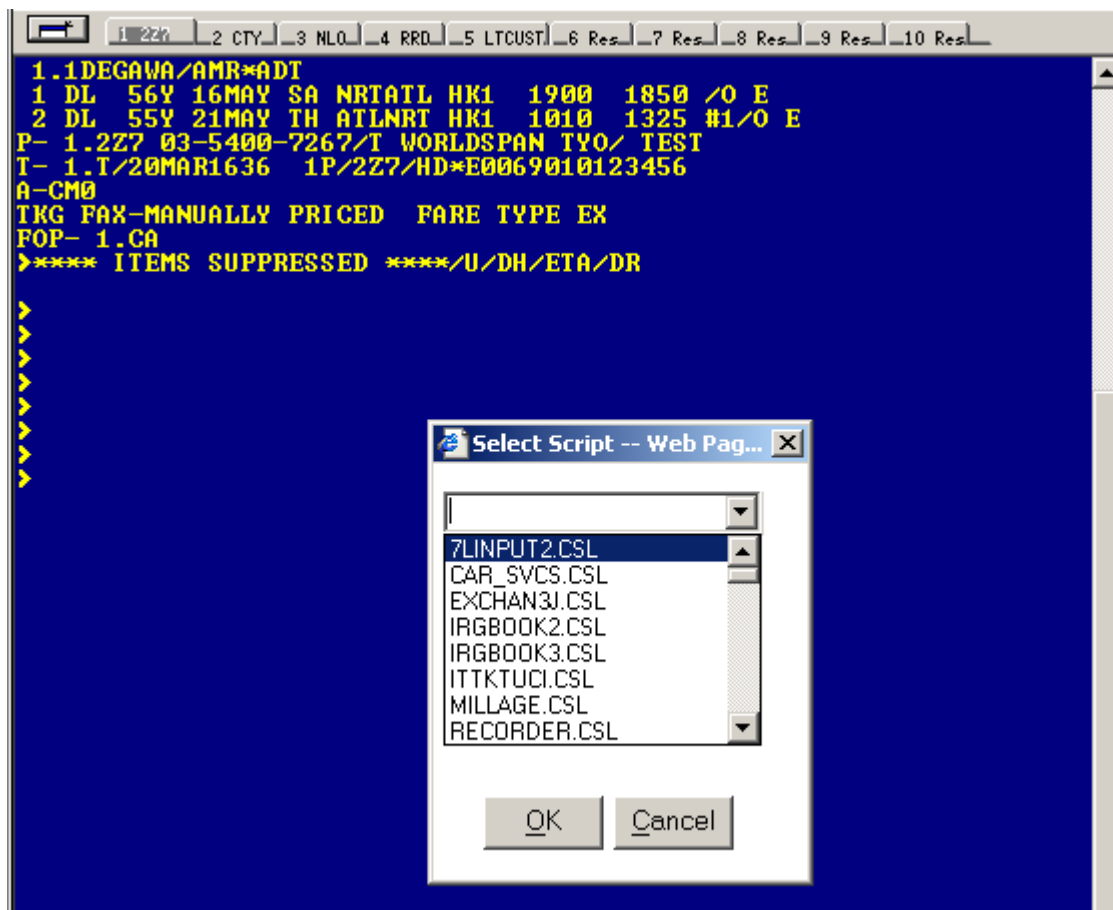 1 2Z7 2 CTY 3 NLO 4 RRD 5 LTCUST 6 Res 7 Res 8 Res 9 Res 10 Res
1.1DEGAWA/AMR*ADT
1 DL 56Y 16MAY SA NRTATL HK1 1900 1850 /O E
2 DL 55Y 21MAY TH ATLNRT HK1 1010 1325 #1/O E
P- 1.2Z7 03-5400-7267/T WORLDSPAN TYO/ TEST
T- 1.T/20MAR1636 1P/2Z7/HD*E0069010123456
A-CM0
TKG FAX-MANUALLY PRICED FARE TYPE EX
FOP- 1.CA
>**** ITEMS SUPPRESSED ****/U/DH/ETA/DR
>
>
>
>
>
>
>
>
Select Script -- Web Pag...
7LINPUT2.CSL
CAR_SVCS.CSL
EXCHAN3J.CSL
IRGBOOK2.CSL
IRGBOOK3.CSL
ITTKTUCI.CSL
MILLAGE.CSL
RECORDER.CSL
OK Cancel